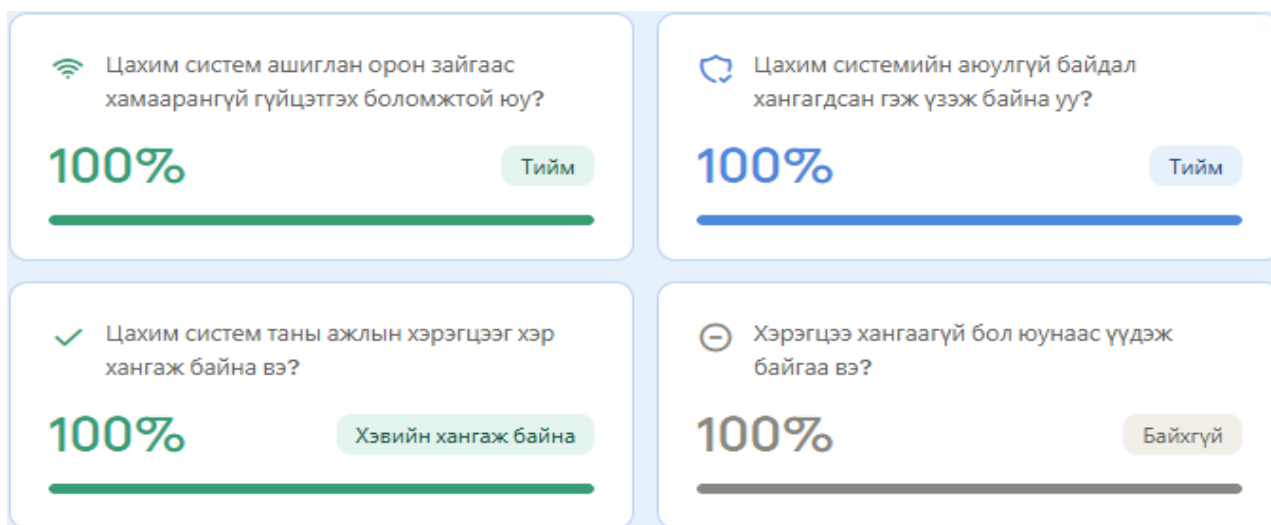 Цахим систем ашиглан орон зайгаас
хамаарангүй гүйцэтгэх боломжтой юу?
100%
Тийм
Цахим системийн аюулгүй байдал
хангагдсан гэж үзэж байна уу?
100%
Тийм
Цахим систем таны ажлын хэрэгцээг хэр
хангаж байна вэ?
100%
Хэвийн хангаж байна
Хэрэгцээ хангаагүй бол юунаас үүдэж
байгаа вэ?
100%
Байхгүй